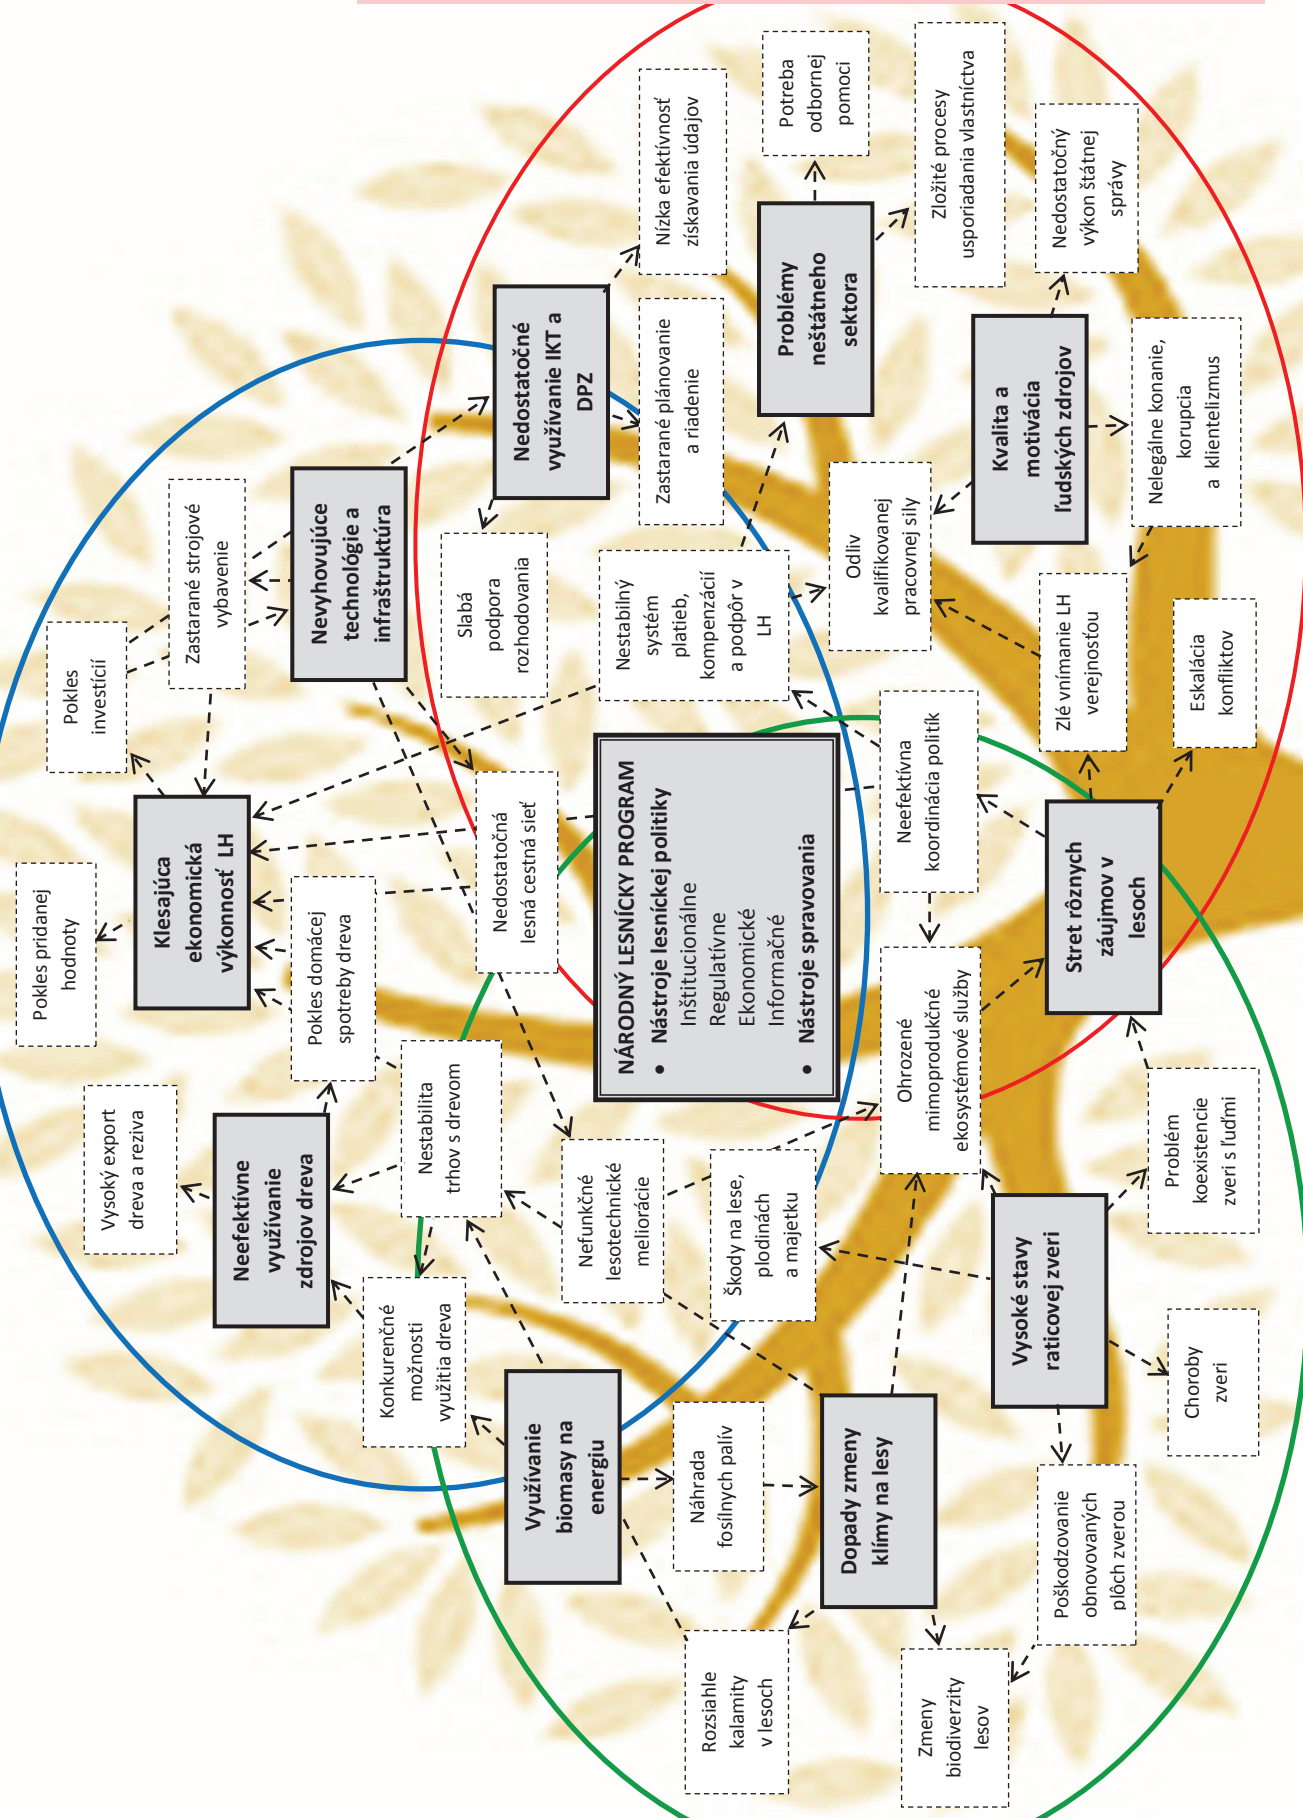 Pokles pridanej
hodnoty
Vysoký export
dreva a reziva
Pokles
investícií
Klesajúca
ekonomická
výkonnosť LH
Zastarané strojové
vybavenie
Neefektívne
využívanie
zdrojov dreva
Pokles domácej
spotreby dreva
Nevyhovujúce
technológie a
infraštruktúra
Konkurenčné
možnosti
využitia dreva
Nestabilita
trhov s drevom
Nedostatočná
lesná cestná sieť
Slabá
podpora
rozhodovania
Nedostatočné
využívanie IKT a
DPZ
Nízka efektívnosť
získavania údajov
Zastarané plánovanie
a riadenie
Využívanie
biomasy na
energiu
Nefunkčné
lesotechnické
meliorácie
NÁRODNÝ LESNÍCKY PROGRAM
• Nástroje lesníckej politiky
Inštitucionálne
Regulatívne
Ekonomické
Informačné
• Nástroje spravovania
Nestabilný
systém
platieb,
kompenzácií
a podpôr v
LH
Problémy
neštátneho
sektora
Potreba
odbornej
pomoci
Náhrada
fosílnych palív
Škody na lese,
plodinách
a majetku
Odliv
kvalifikovanej
pracovnej sily
Zložité procesy
usporiadania vlastníctva
Rozsiahle
kalamity
v lesoch
Dopady zmeny
klímy na lesy
Ohrozené
mimoprodukčné
ekosystémové služby
Neefektívna
koordinácia politík
Kvalita a
motivácia
ľudských zdrojov
Nedostatočný
výkon štátnej
správy
Zmeny
biodiverzity
lesov
Vysoké stavy
raticovej zveri
Stret rôznych
záujmov v
lesoch
Zlé vnímanie LH
verejnosťou
Nelegálne konanie,
korupcia
a klientelizmus
Poškodzovanie
obnovovaných
plôch zverou
Choroby
zveri
Problém
koexistencie
zveri s ľuďmi
Eskalácia
konfliktov